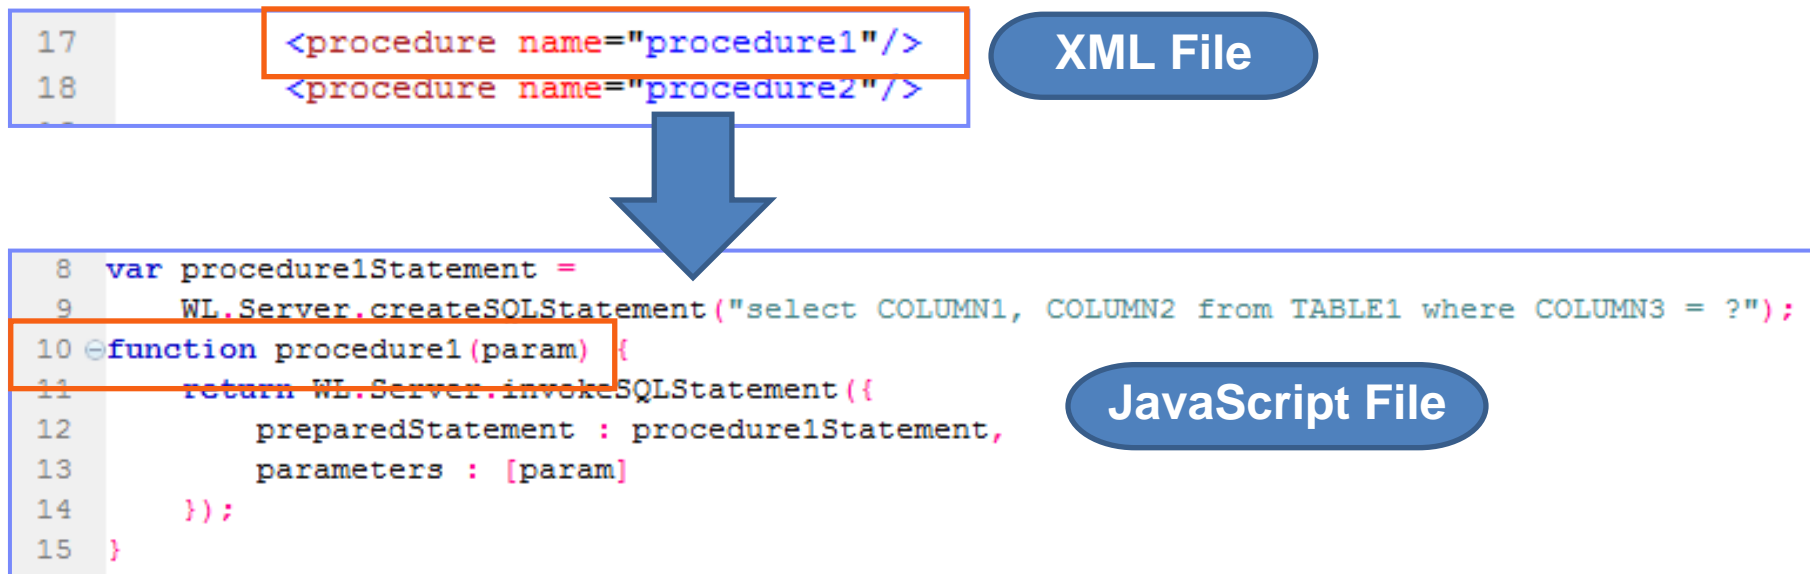 17 <procedure name="procedure1"/>
XML File
18 <procedure name="procedure2"/>
8 var procedure1Statement =
9 WL.Server.createSQLStatement("select COLUMN1, COLUMN2 from TABLE1 where COLUMN3 = ?");
10 function procedure1(param) {
11 return WL.Server.invokeSQLStatement({
JavaScript File
12 preparedStatement : procedure1Statement,
13 parameters : [param]
14 });
15 }